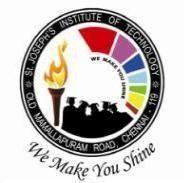 ST. JOSEPH'S INSTITUTE OF TECHNOLOGY
OLD MAMALLAPURAM ROAD, CHENNAI - 119
WE MAKE YOU SHINE
We Make You Shine